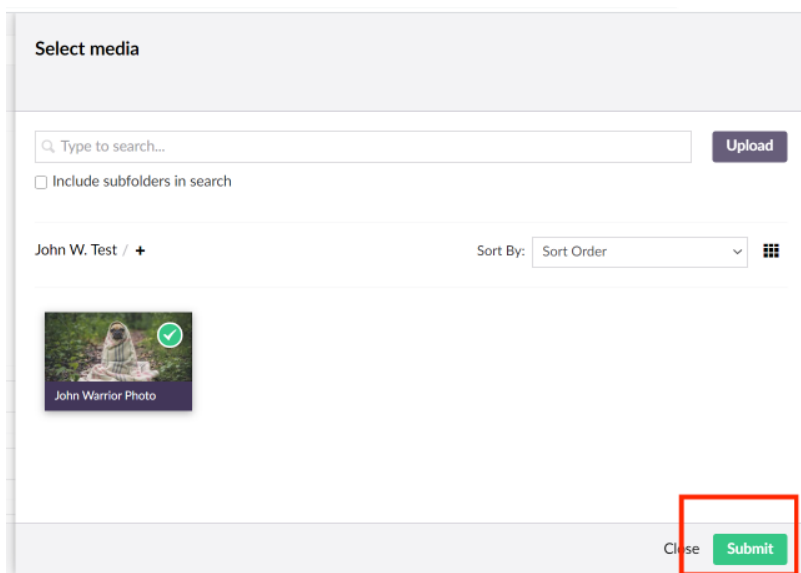 Select media
Type to search...
Upload
Include subfolders in search
John W. Test / +
Sort By: Sort Order
John Warrior Photo
Close Submit